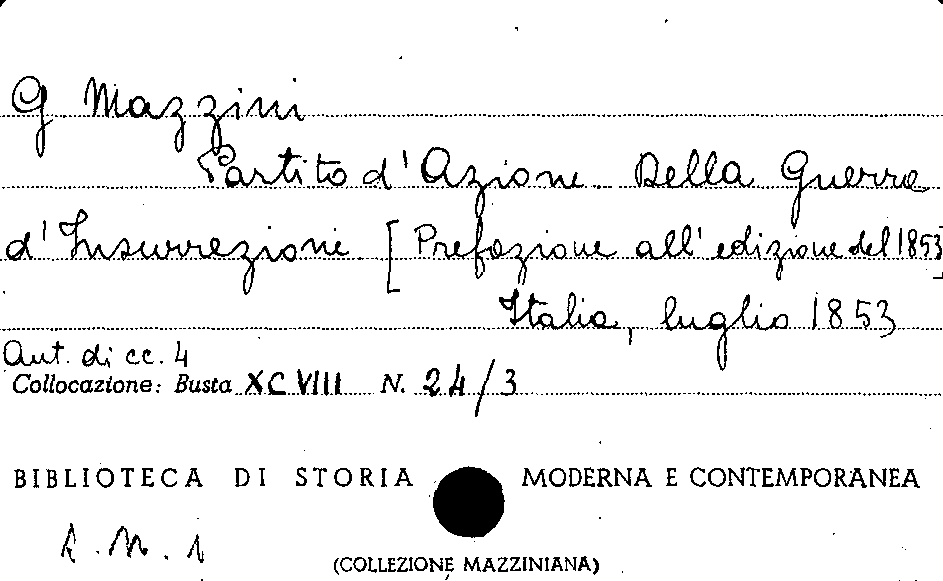 G Mazzini
Partito d'Azione. Della Guerra
d'Insurrezione [Prefazione all'edizione del 1853]
Italia, luglio 1853
Aut. di cc. 4
Collocazione: Busta XCVIII N. 24/3
BIBLIOTECA DI STORIA MODERNA E CONTEMPORANEA
R.N.1
(COLLEZIONE MAZZINIANA)